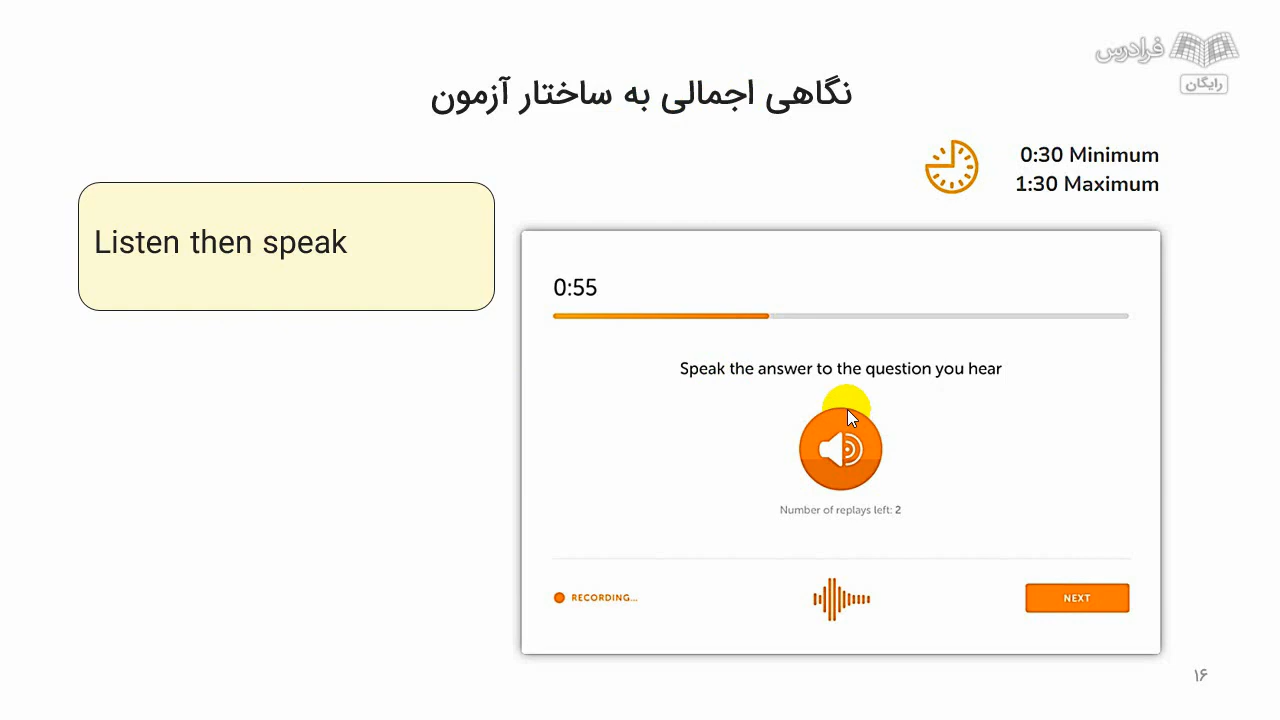 فرادرس
رایگان
نگاهی اجمالی به ساختار آزمون
0:30 Minimum
1:30 Maximum
Listen then speak
0:55
Speak the answer to the question you hear
Number of replays left: 2
RECORDING...
NEXT
۱۶